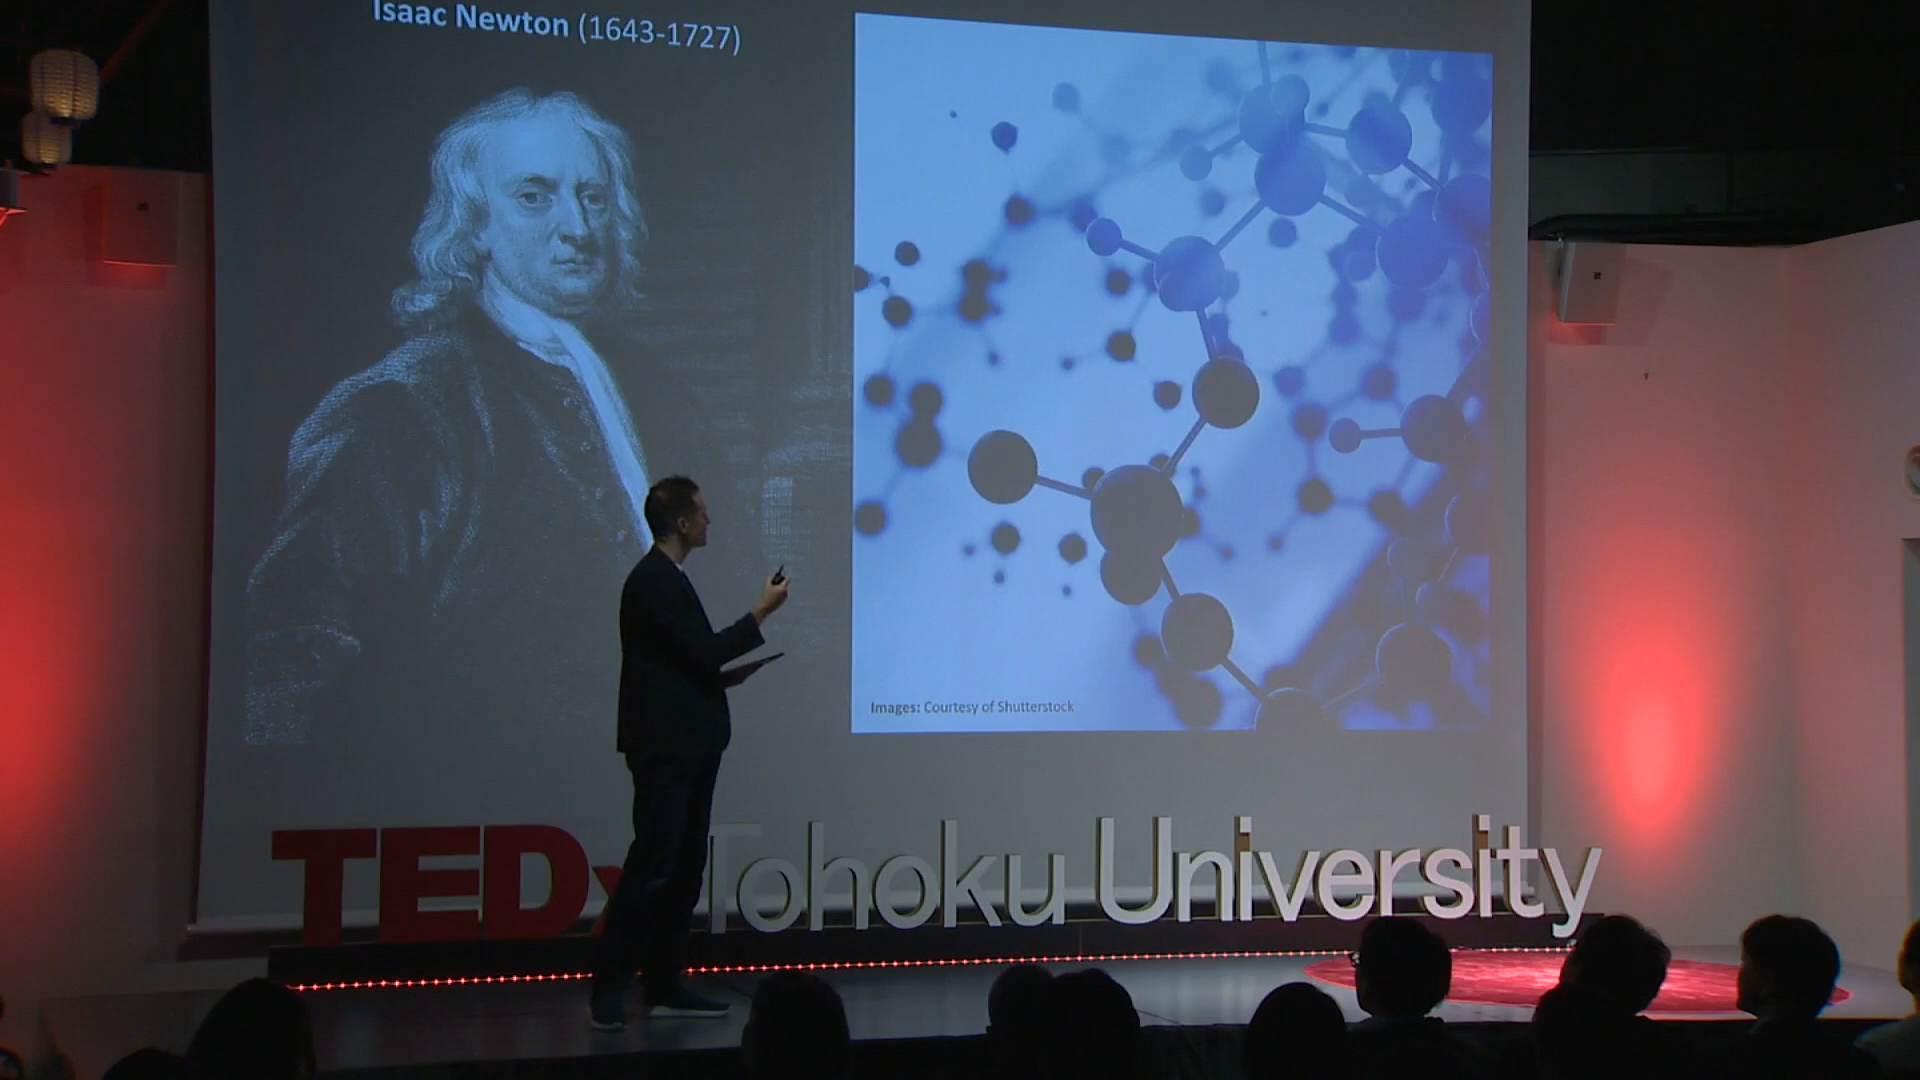 Isaac Newton (1643-1727)
Images: Courtesy of Shutterstock
TEDx Tohoku University